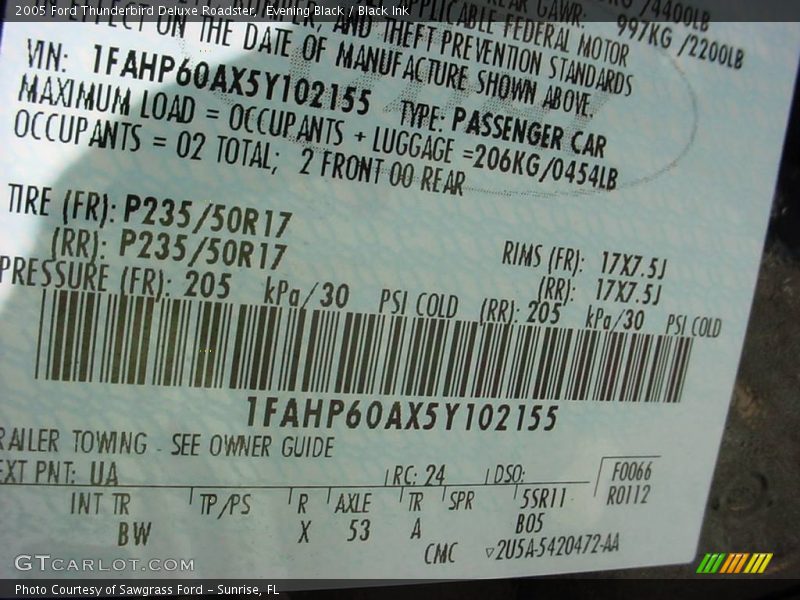 2005 Ford Thunderbird Deluxe Roadster, Evening Black / Black Ink
/4400LB
REAR GAWR: 997KG /2200LB
APPLICABLE FEDERAL MOTOR
AND THEFT PREVENTION STANDARDS
EFFECT ON THE DATE OF MANUFACTURE SHOWN ABOVE.
VIN: 1FAHP60AX5Y102155 TYPE: PASSENGER CAR
MAXIMUM LOAD = OCCUPANTS + LUGGAGE =206KG/0454LB
OCCUPANTS = 02 TOTAL; 2 FRONT 00 REAR
TIRE (FR): P235/50R17 RIMS (FR): 17X7.5J
(RR): P235/50R17 (RR): 17X7.5J
PRESSURE (FR): 205 kPa/30 PSI COLD (RR): 205 kPa/30 PSI COLD
1FAHP60AX5Y102155
RAILER TOWING - SEE OWNER GUIDE
EXT PNT: UA RC: 24 DSO: F0066
INT TR TP/PS R AXLE TR SPR 5SR11 R0112
BW X 53 A B05
CMC ▽2U5A-5420472-AA
GTCARLOT.COM
Photo Courtesy of Sawgrass Ford - Sunrise, FL